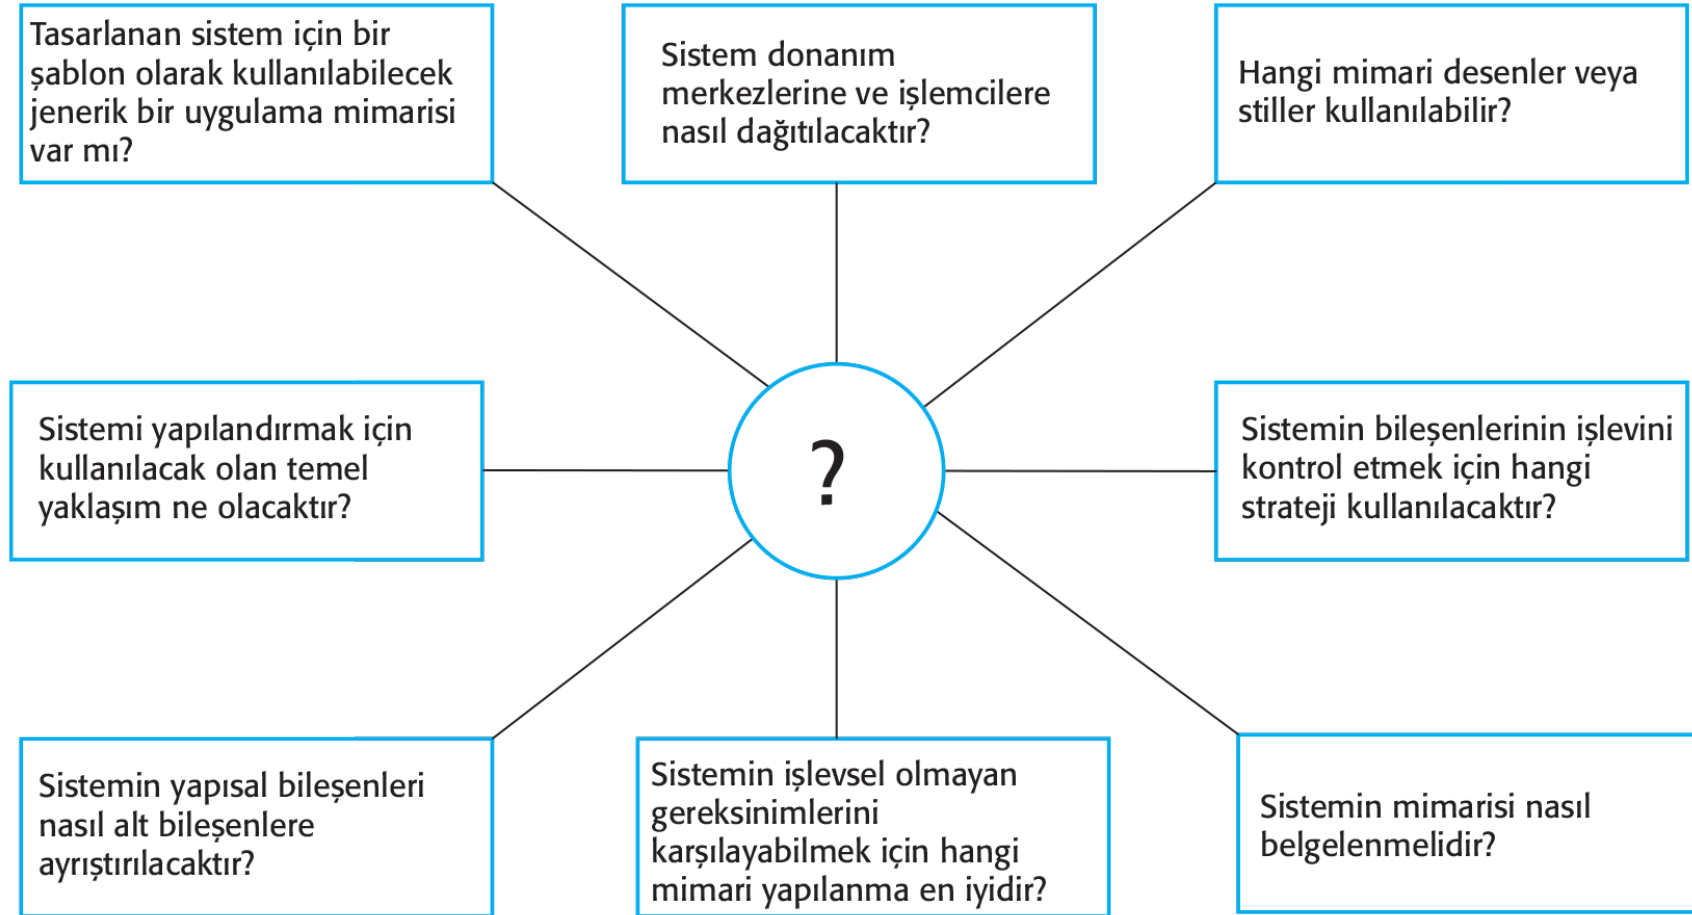 Tasarlanan sistem için bir
şablon olarak kullanılabilecek
jenerik bir uygulama mimarisi
var mı?
Sistem donanım
merkezlerine ve işlemcilere
nasıl dağıtılacaktır?
Hangi mimari desenler veya
stiller kullanılabilir?
Sistemi yapılandırmak için
kullanılacak olan temel
yaklaşım ne olacaktır?
?
Sistemin bileşenlerinin işlevini
kontrol etmek için hangi
strateji kullanılacaktır?
Sistemin yapısal bileşenleri
nasıl alt bileşenlere
ayrıştırılacaktır?
Sistemin işlevsel olmayan
gereksinimlerini
karşılayabilmek için hangi
mimari yapılanma en iyidir?
Sistemin mimarisi nasıl
belgelenmelidir?